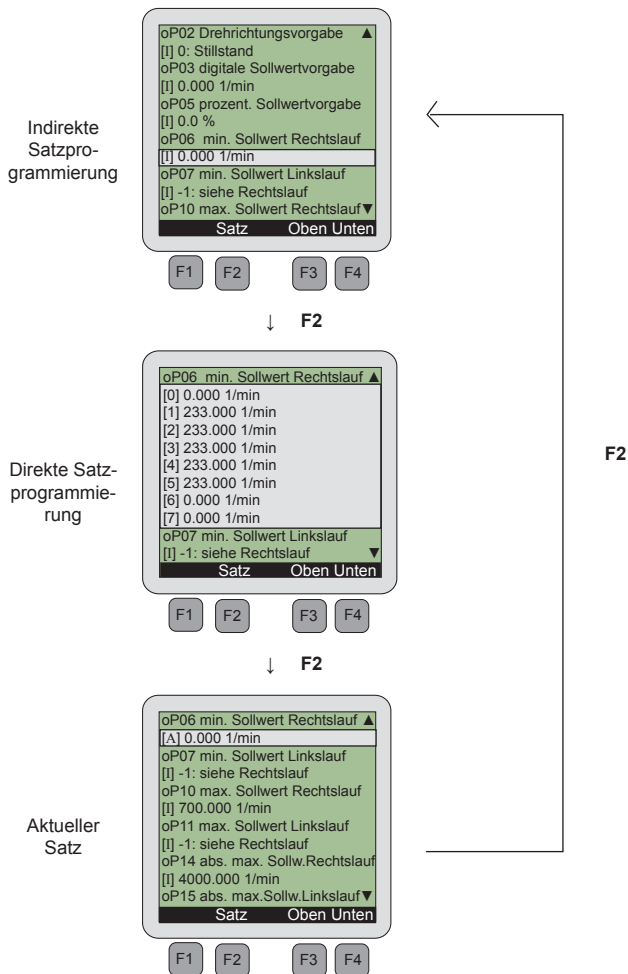 oP02 Drehrichtungsvorgabe ▲
[I] 0: Stillstand
oP03 digitale Sollwertvorgabe
[I] 0.000 1/min
oP05 prozent. Sollwertvorgabe
[I] 0.0 %
oP06 min. Sollwert Rechtslauf
[I] 0.000 1/min
oP07 min. Sollwert Linkslauf
[I] -1: siehe Rechtslauf
oP10 max. Sollwert Rechtslauf▼
Satz Oben Unten
Indirekte
Satzpro-
grammierung
F1 F2 F3 F4
↓ F2
oP06 min. Sollwert Rechtslauf ▲
[0] 0.000 1/min
[1] 233.000 1/min
[2] 233.000 1/min
[3] 233.000 1/min
[4] 233.000 1/min
[5] 233.000 1/min
[6] 0.000 1/min
[7] 0.000 1/min
oP07 min. Sollwert Linkslauf
[I] -1: siehe Rechtslauf ▼
Satz Oben Unten
Direkte Satz-
programmie-
rung
F2
F1 F2 F3 F4
↓ F2
oP06 min. Sollwert Rechtslauf ▲
[A] 0.000 1/min
oP07 min. Sollwert Linkslauf
[I] -1: siehe Rechtslauf
oP10 max. Sollwert Rechtslauf
[I] 700.000 1/min
oP11 max. Sollwert Linkslauf
[I] -1: siehe Rechtslauf
oP14 abs. max. Sollw.Rechtslauf
[I] 4000.000 1/min
oP15 abs. max.Sollw.Linkslauf▼
Satz Oben Unten
Aktueller
Satz
F1 F2 F3 F4